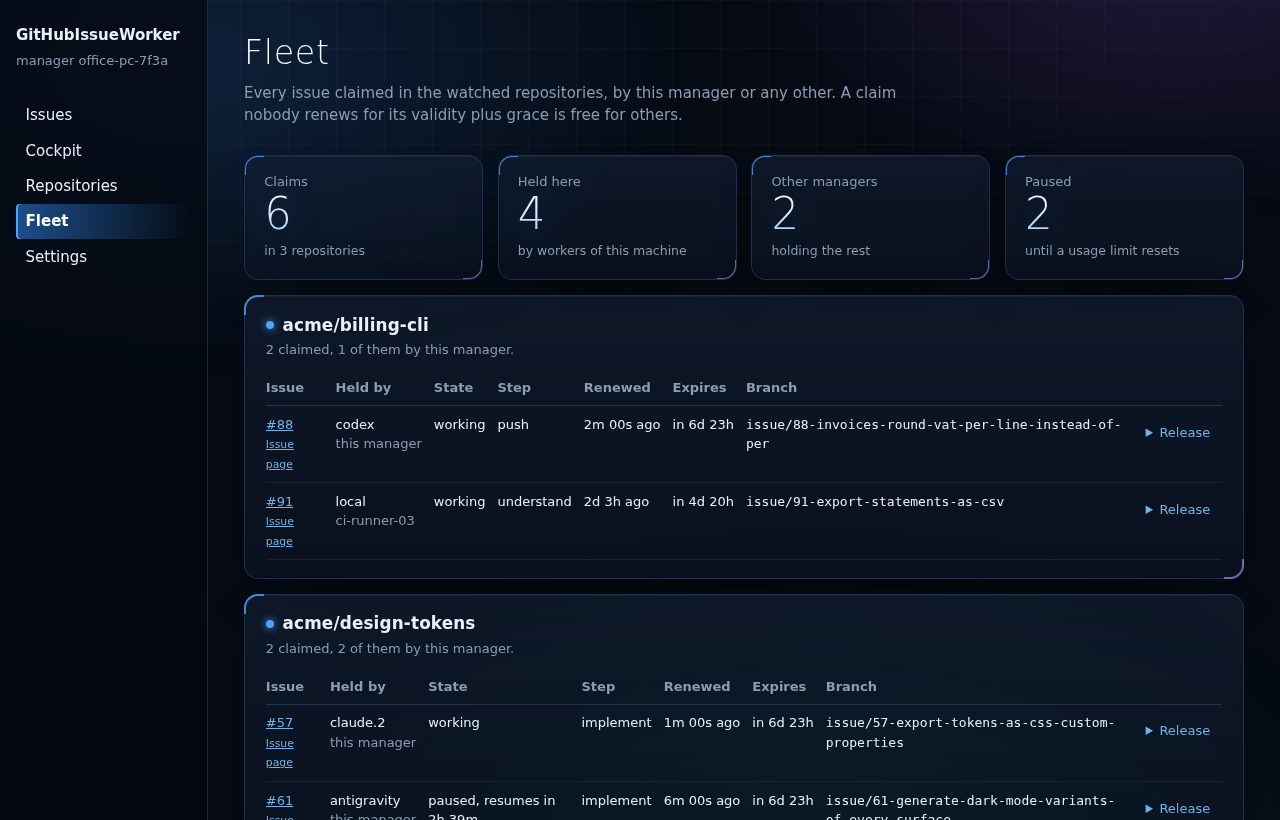 GitHubIssueWorker
manager office-pc-7f3a
Issues
Cockpit
Repositories
Fleet
Settings
Fleet
Every issue claimed in the watched repositories, by this manager or any other. A claim
nobody renews for its validity plus grace is free for others.
Claims
6
in 3 repositories
Held here
4
by workers of this machine
Other managers
2
holding the rest
Paused
2
until a usage limit resets
acme/billing-cli
2 claimed, 1 of them by this manager.
Issue Held by State Step Renewed Expires Branch
#88 codex working push 2m 00s ago in 6d 23h issue/88-invoices-round-vat-per-line-instead-of- ▶ Release
Issue this manager per
page
#91 local working understand 2d 3h ago in 4d 20h issue/91-export-statements-as-csv ▶ Release
Issue ci-runner-03
page
acme/design-tokens
2 claimed, 2 of them by this manager.
Issue Held by State Step Renewed Expires Branch
#57 claude.2 working implement 1m 00s ago in 6d 23h issue/57-export-tokens-as-css-custom- ▶ Release
Issue this manager properties
page
#61 antigravity paused, resumes in implement 6m 00s ago in 6d 23h issue/61-generate-dark-mode-variants- ▶ Release
Issue this manager 2h 39m of-every-surface